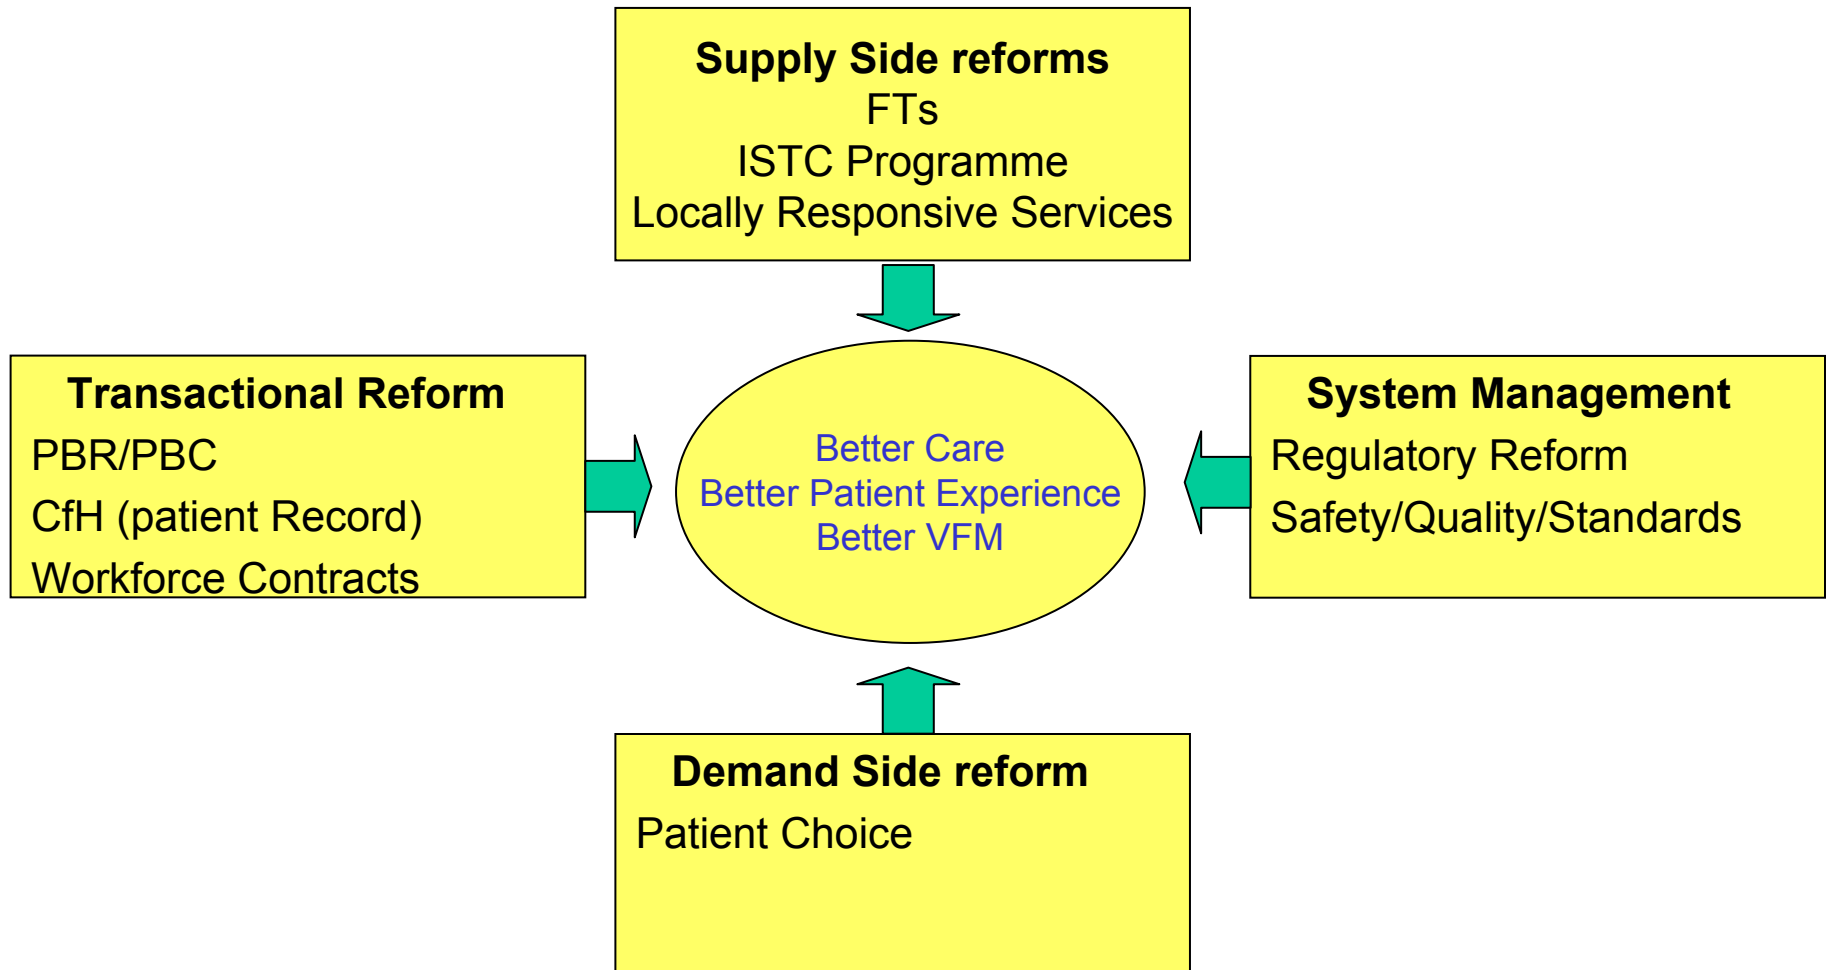 Supply Side reforms
FTs
ISTC Programme
Locally Responsive Services
Transactional Reform
PBR/PBC
CfH (patient Record)
Workforce Contracts
Better Care
Better Patient Experience
Better VFM
System Management
Regulatory Reform
Safety/Quality/Standards
Demand Side reform
Patient Choice